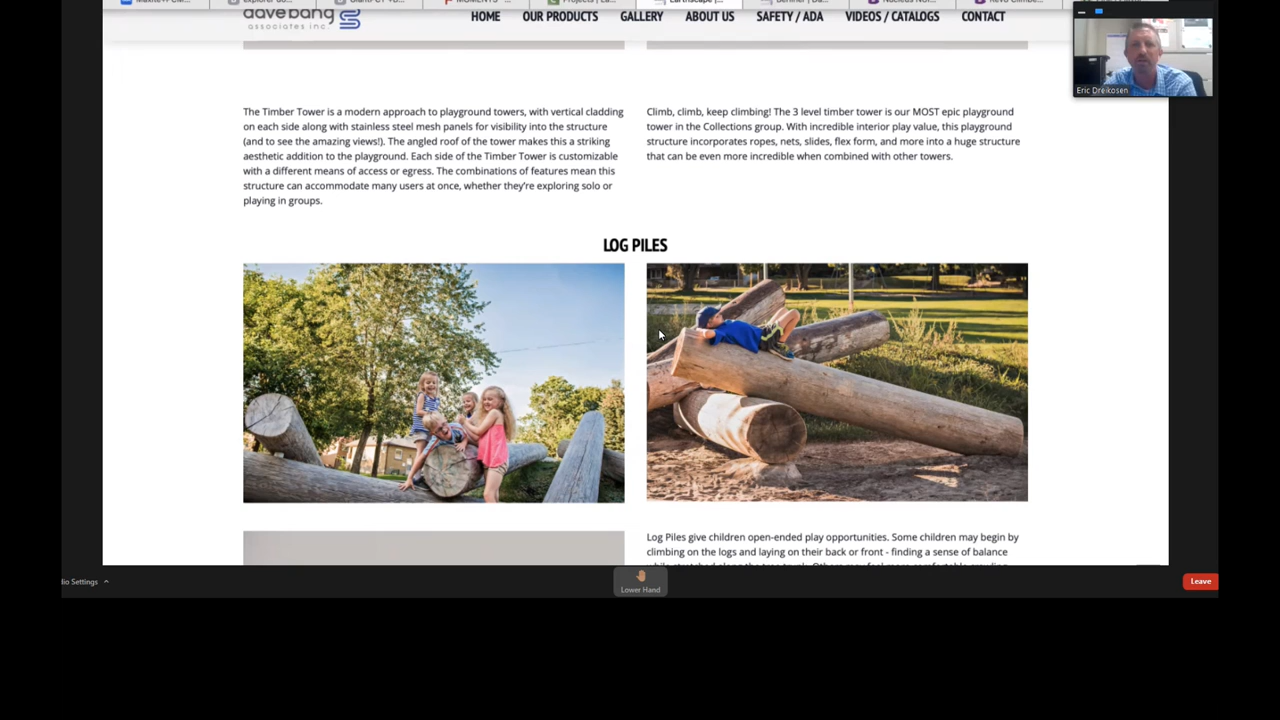 davebang
associates inc.
HOME OUR PRODUCTS GALLERY ABOUT US SAFETY / ADA VIDEOS / CATALOGS CONTACT
Eric Dreikosen
The Timber Tower is a modern approach to playground towers, with vertical cladding
on each side along with stainless steel mesh panels for visibility into the structure
(and to see the amazing views!). The angled roof of the tower makes this a striking
aesthetic addition to the playground. Each side of the Timber Tower is customizable
with a different means of access or egress. The combinations of features mean this
structure can accommodate many users at once, whether they're exploring solo or
playing in groups.
Climb, climb, keep climbing! The 3 level timber tower is our MOST epic playground
tower in the Collections group. With incredible interior play value, this playground
structure incorporates ropes, nets, slides, flex form, and more into a huge structure
that can be even more incredible when combined with other towers.
LOG PILES
Log Piles give children open-ended play opportunities. Some children may begin by
climbing on the logs and laying on their back or front - finding a sense of balance
dio Settings
Lower Hand
Leave